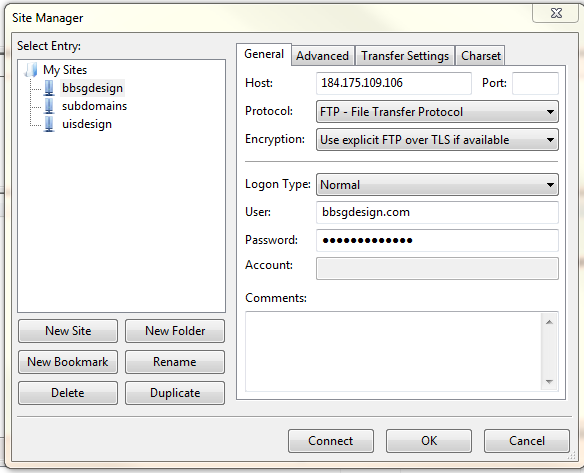 Site Manager
Select Entry:
My Sites
bbsgdesign
subdomains
uisdesign
New Site New Folder
New Bookmark Rename
Delete Duplicate
General Advanced Transfer Settings Charset
Host: 184.175.109.106 Port:
Protocol: FTP - File Transfer Protocol
Encryption: Use explicit FTP over TLS if available
Logon Type: Normal
User: bbsgdesign.com
Password: ●●●●●●●●●●●●●
Account:
Comments:
Connect OK Cancel